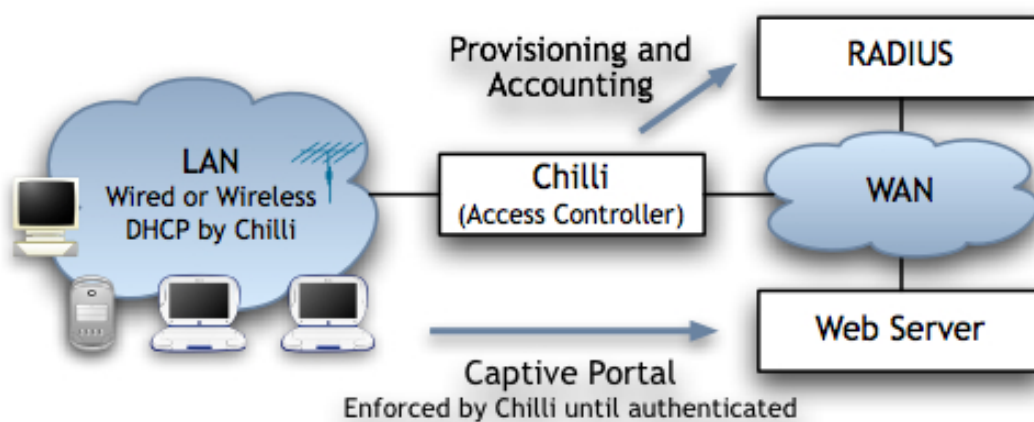 Provisioning and
Accounting
RADIUS
LAN
Wired or Wireless
DHCP by Chilli
Chilli
(Access Controller)
WAN
Web Server
Captive Portal
Enforced by Chilli until authenticated